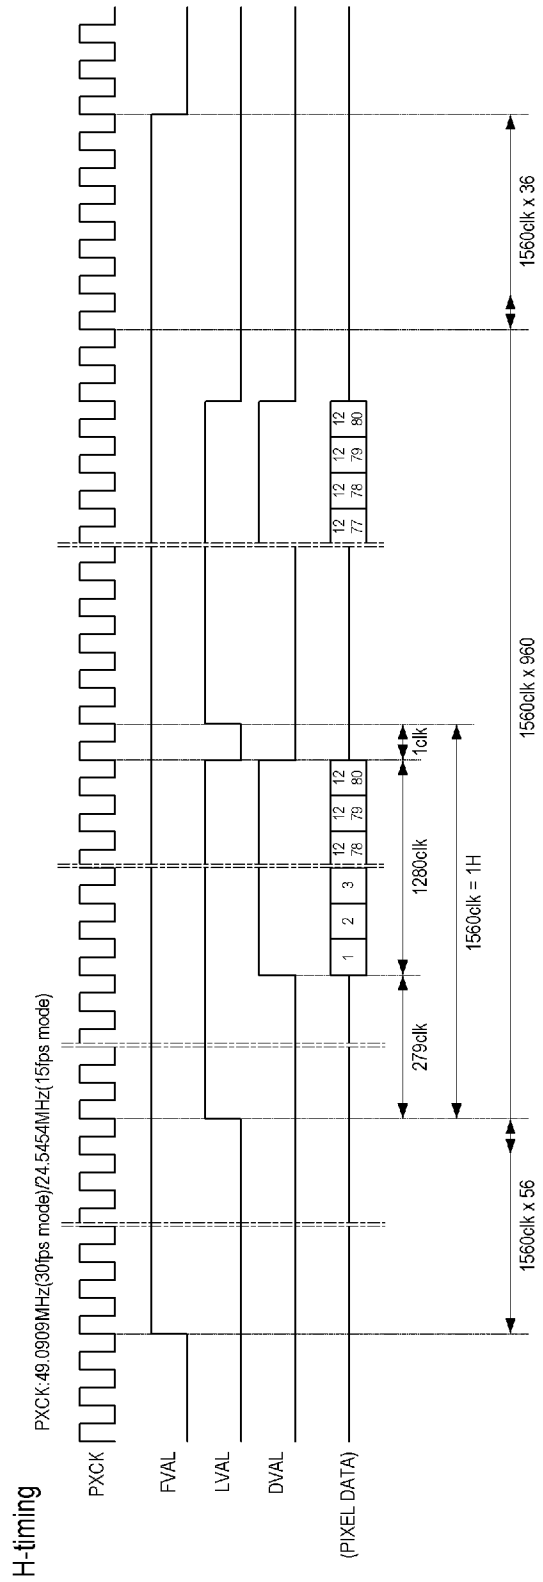 H-timing
PXCK:49.0909MHz(30fps mode)/24.5454MHz(15fps mode)
PXCK
FVAL
LVAL
DVAL
(PIXEL DATA)
1
2
3
12
78
12
79
12
80
12
77
12
78
12
79
12
80
279clk
1280clk
1clk
1560clk = 1H
1560clk x 56
1560clk x 960
1560clk x 36